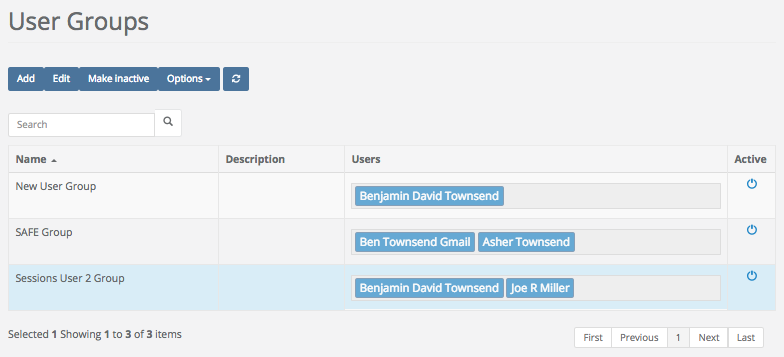 User Groups
Add Edit Make inactive Options
Search
Name Description Users Active
New User Group Benjamin David Townsend
SAFE Group Ben Townsend Gmail Asher Townsend
Sessions User 2 Group Benjamin David Townsend Joe R Miller
Selected 1 Showing 1 to 3 of 3 items First Previous 1 Next Last